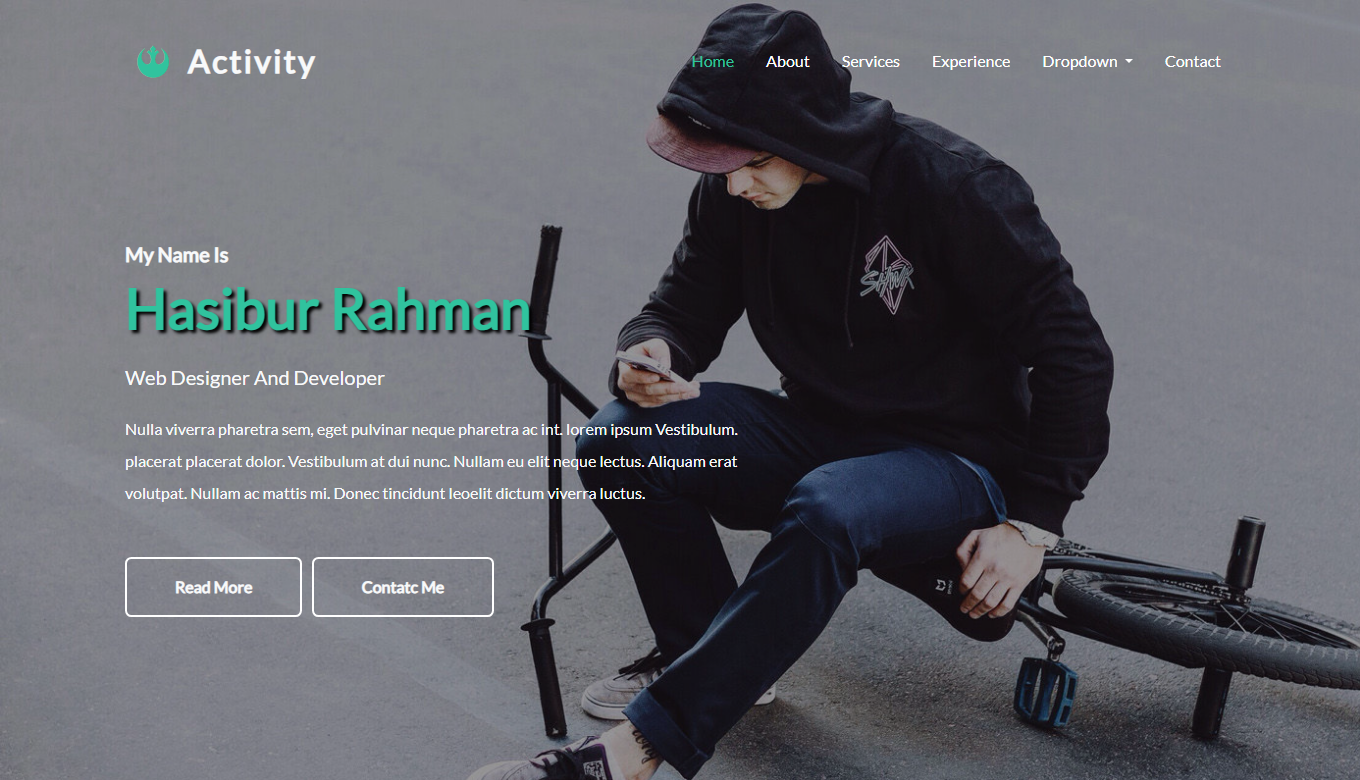 Activity
Home About Services Experience Dropdown Contact
My Name Is
Hasibur Rahman
Web Designer And Developer
Nulla viverra pharetra sem, eget pulvinar neque pharetra ac int. lorem ipsum Vestibulum.
placerat placerat dolor. Vestibulum at dui nunc. Nullam eu elit neque lectus. Aliquam erat
volutpat. Nullam ac mattis mi. Donec tincidunt leoelit dictum viverra luctus.
Read More Contatc Me